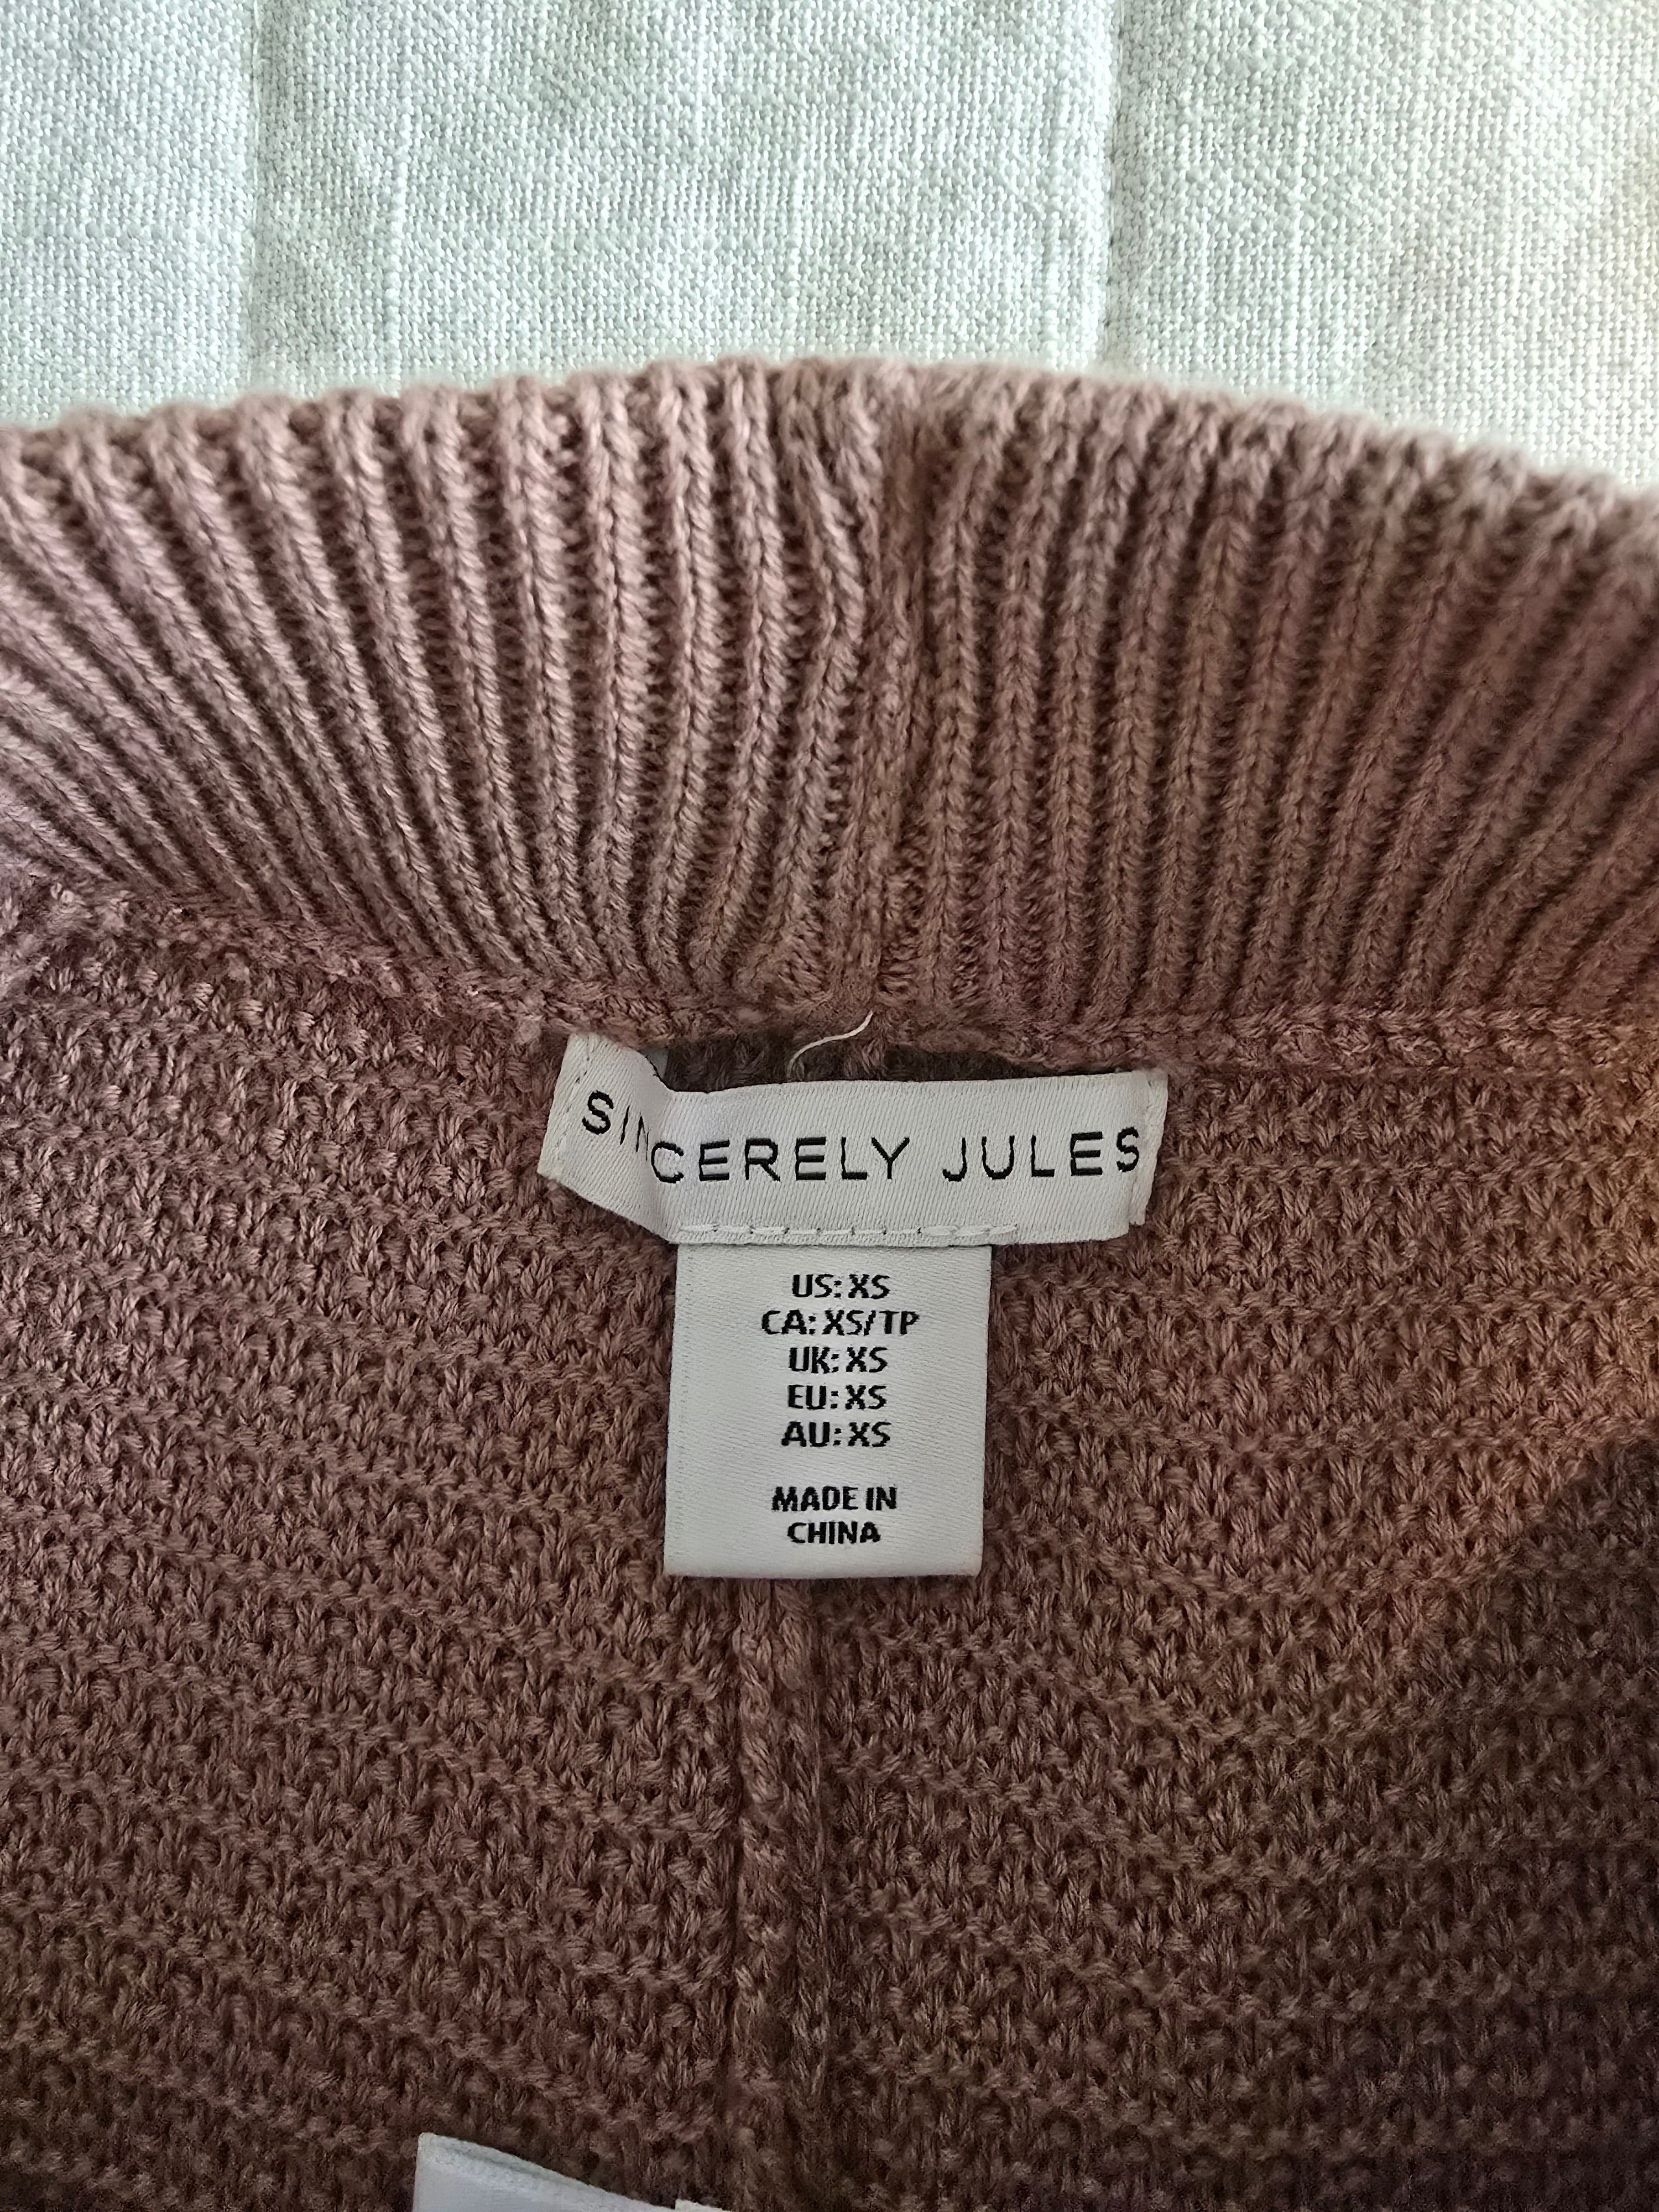 SINCERELY JULES
US: XS
CA: XS/TP
UK: XS
EU: XS
AU: XS
MADE IN
CHINA